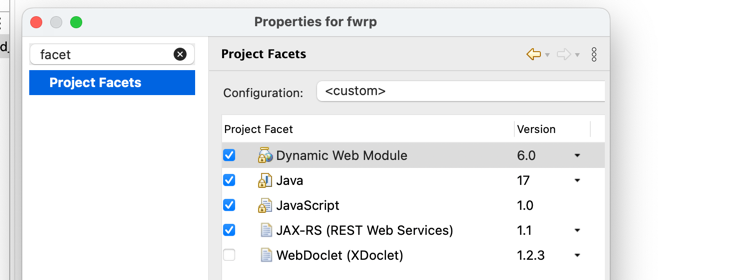 Properties for fwrp
facet
Project Facets
Project Facets
Configuration: <custom>
Project Facet Version
Dynamic Web Module 6.0
Java 17
JavaScript 1.0
JAX-RS (REST Web Services) 1.1
WebDoclet (XDoclet) 1.2.3